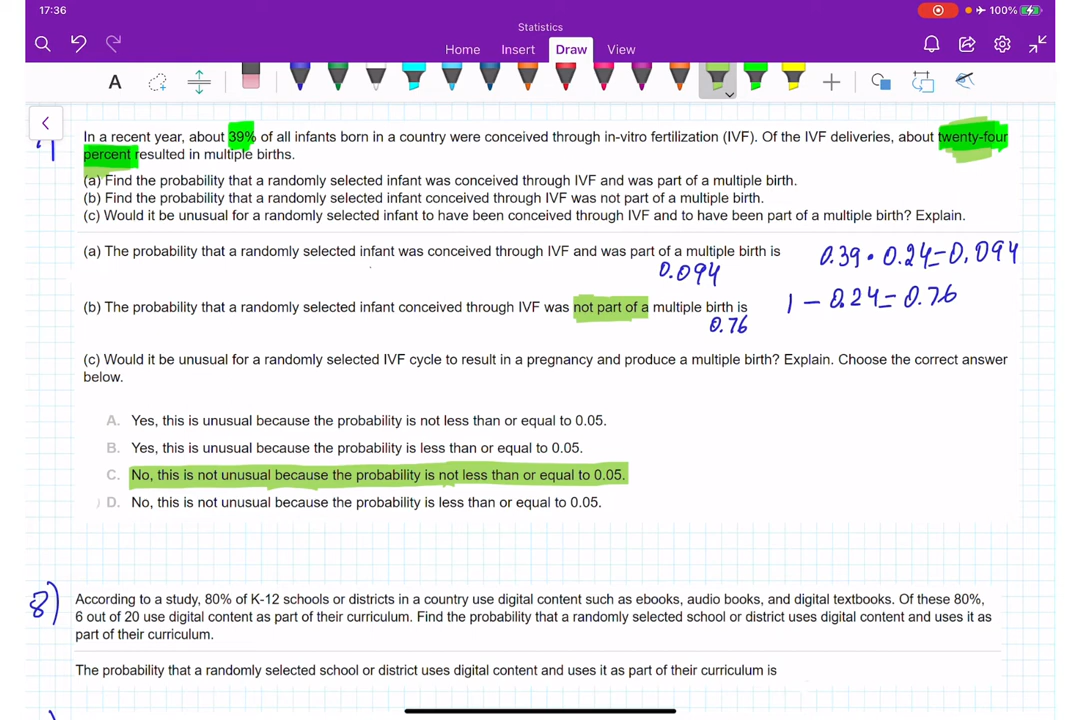 17:36
100%
Statistics
Home Insert Draw View
A
In a recent year, about 39% of all infants born in a country were conceived through in-vitro fertilization (IVF). Of the IVF deliveries, about twenty-four
percent resulted in multiple births.
(a) Find the probability that a randomly selected infant was conceived through IVF and was part of a multiple birth.
(b) Find the probability that a randomly selected infant conceived through IVF was not part of a multiple birth.
(c) Would it be unusual for a randomly selected infant to have been conceived through IVF and to have been part of a multiple birth? Explain.
(a) The probability that a randomly selected infant was conceived through IVF and was part of a multiple birth is
0.39 • 0.24=0.094
0.094
(b) The probability that a randomly selected infant conceived through IVF was not part of a multiple birth is
1 - 0.24 = 0.76
0.76
(c) Would it be unusual for a randomly selected IVF cycle to result in a pregnancy and produce a multiple birth? Explain. Choose the correct answer
below.
A. Yes, this is unusual because the probability is not less than or equal to 0.05.
B. Yes, this is unusual because the probability is less than or equal to 0.05.
C. No, this is not unusual because the probability is not less than or equal to 0.05.
D. No, this is not unusual because the probability is less than or equal to 0.05.
8)
According to a study, 80% of K-12 schools or districts in a country use digital content such as ebooks, audio books, and digital textbooks. Of these 80%,
6 out of 20 use digital content as part of their curriculum. Find the probability that a randomly selected school or district uses digital content and uses it as
part of their curriculum.
The probability that a randomly selected school or district uses digital content and uses it as part of their curriculum is